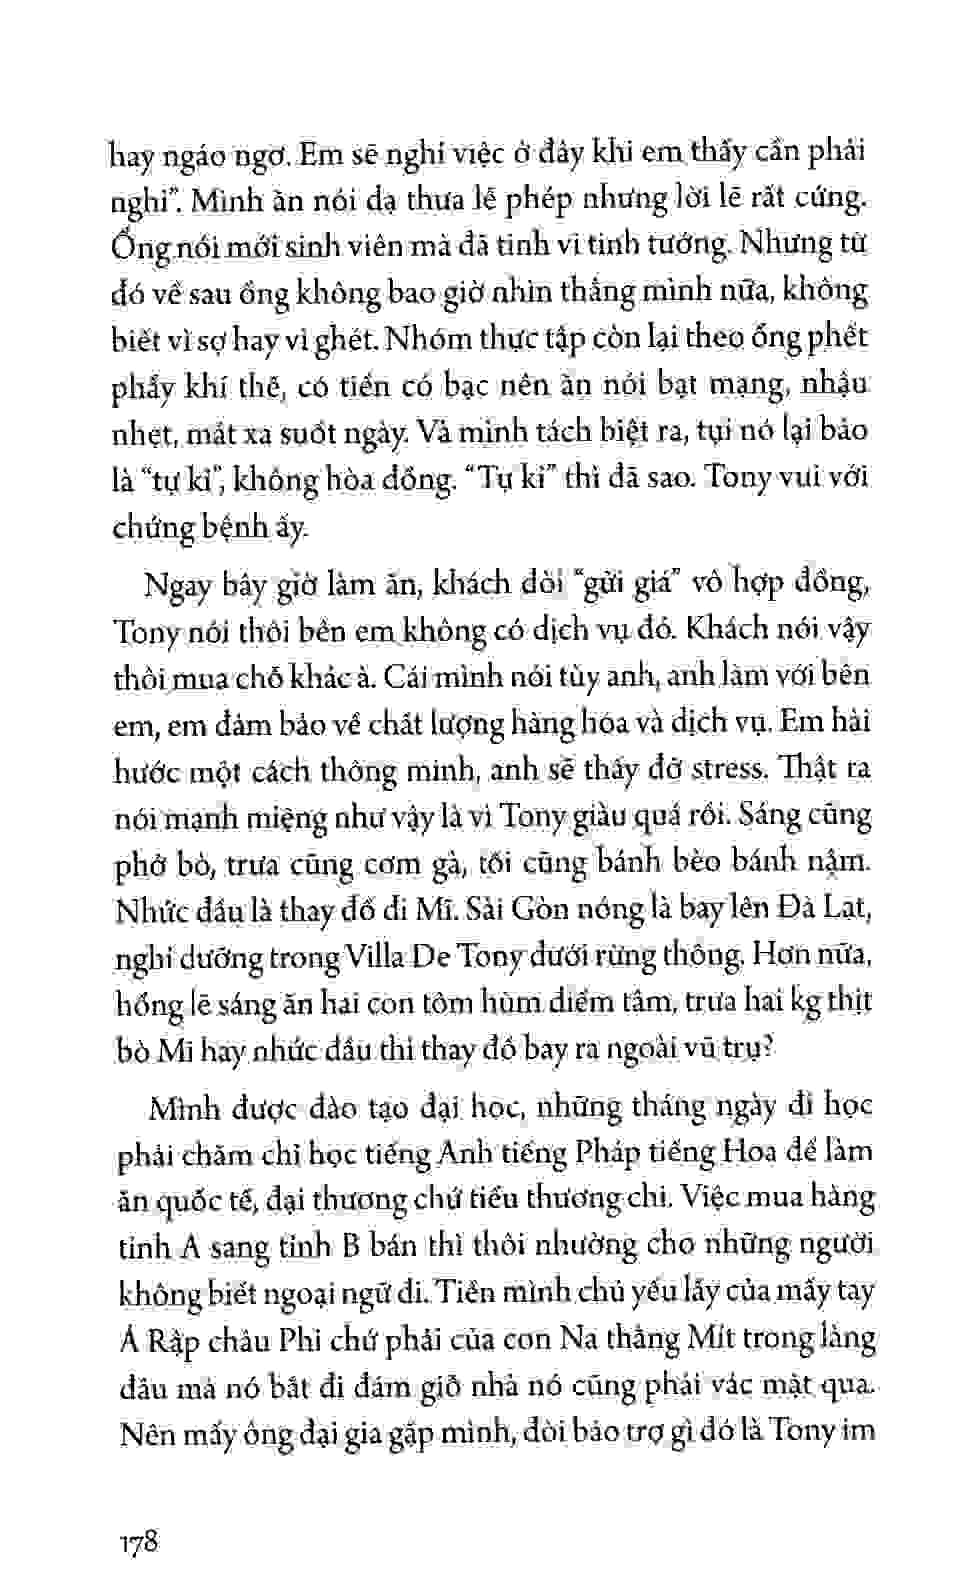 hay ngáo ngơ. Em sẽ nghỉ việc ở đây khi em thấy cần phải
nghỉ”. Mình ăn nói dạ thưa lễ phép nhưng lời lẽ rất cứng.
Ổng nói mới sinh viên mà đã tinh vi tinh tướng. Nhưng từ
đó về sau ổng không bao giờ nhìn thẳng mình nữa, không
biết vì sợ hay vì ghét. Nhóm thực tập còn lại theo ổng phết
phẩy khí thế, có tiền có bạc nên ăn nói bạt mạng, nhậu
nhẹt, mát xa suốt ngày. Và mình tách biệt ra, tụi nó lại bảo
là “tự kỉ”, không hòa đồng. “Tự kỉ” thì đã sao. Tony vui với
chứng bệnh ấy.
Ngay bây giờ làm ăn, khách đòi “gửi giá” vô hợp đồng,
Tony nói thôi bên em không có dịch vụ đó. Khách nói vậy
thôi mua chỗ khác à. Cái mình nói tùy anh, anh làm với bên
em, em đảm bảo về chất lượng hàng hóa và dịch vụ. Em hài
hước một cách thông minh, anh sẽ thấy đỡ stress. Thật ra
nói mạnh miệng như vậy là vì Tony giàu quá rồi. Sáng cũng
phở bò, trưa cũng cơm gà, tối cũng bánh bèo bánh nậm.
Nhức đầu là thay đồ đi Mĩ. Sài Gòn nóng là bay lên Đà Lạt,
nghỉ dưỡng trong Villa De Tony dưới rừng thông. Hơn nữa,
hổng lẽ sáng ăn hai con tôm hùm điểm tâm, trưa hai kg thịt
bò Mĩ hay nhức đầu thì thay đồ bay ra ngoài vũ trụ?
Mình được đào tạo đại học, những tháng ngày đi học
phải chăm chỉ học tiếng Anh tiếng Pháp tiếng Hoa để làm
ăn quốc tế, đại thương chứ tiểu thương chi. Việc mua hàng
tỉnh A sang tỉnh B bán thì thôi nhường cho những người
không biết ngoại ngữ đi. Tiền mình chủ yếu lấy của mấy tay
Ả Rập châu Phi chứ phải của con Na thằng Mít trong làng
đâu mà nó bắt đi đám giỗ nhà nó cũng phải vác mặt qua.
Nên mấy ông đại gia gặp mình, đòi bảo trợ gì đó là Tony im
178